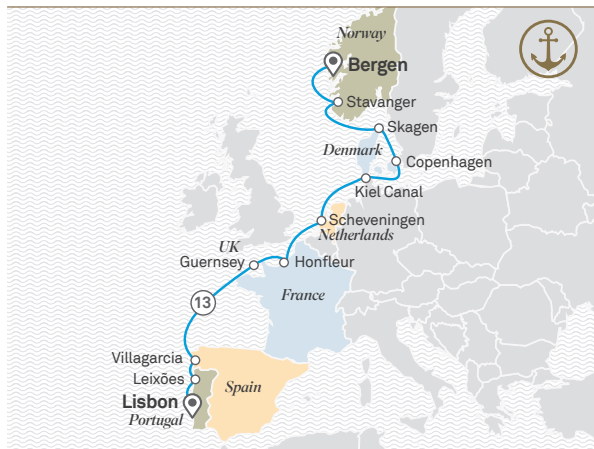 Norway
Bergen
Stavanger
Skagen
Denmark
Copenhagen
Kiel Canal
Scheveningen
Netherlands
UK
Guernsey
Honfleur
France
13
Villagarcia
Leixões
Spain
Lisbon
Portugal